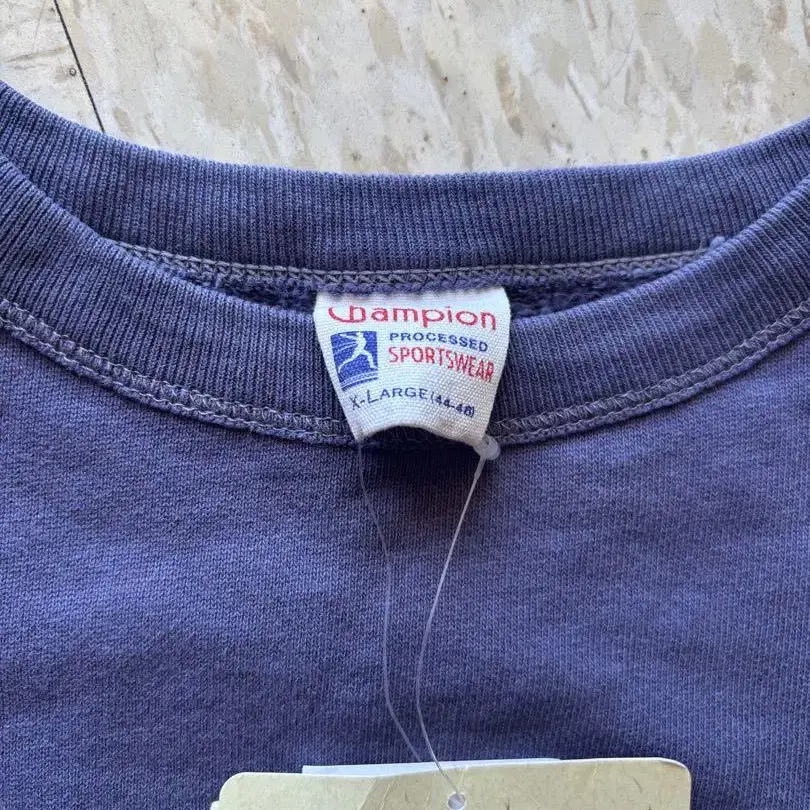 Champion
PROCESSED
SPORTSWEAR
X-LARGE (44-46)